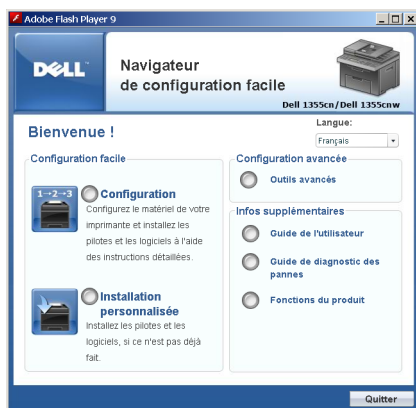 Adobe Flash Player 9
DELL™
Navigateur
de configuration facile
Dell 1355cn/Dell 1355cnw
Bienvenue !
Langue:
Français
Configuration facile
1-2-3
Configuration
Configurez le matériel de votre
imprimante et installez les
pilotes et les logiciels à l'aide
des instructions détaillées.
Installation
personnalisée
Installez les pilotes et les
logiciels, si ce n'est pas déjà
fait.
Configuration avancée
Outils avancés
Infos supplémentaires
Guide de l'utilisateur
Guide de diagnostic des
pannes
Fonctions du produit
Quitter